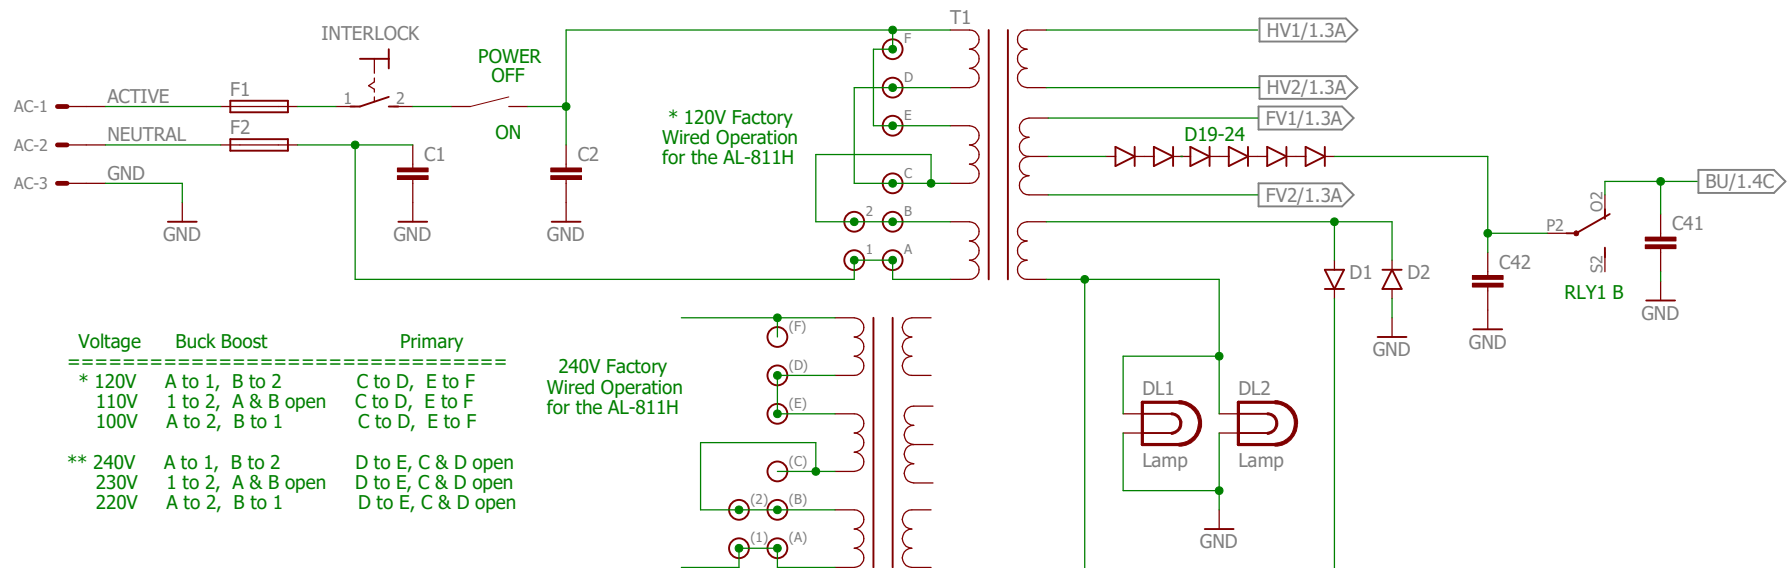 INTERLOCK
POWER
OFF
ON
AC-1
ACTIVE
F1
1
2
AC-2
NEUTRAL
F2
AC-3
GND
C1
C2
GND
GND
GND
* 120V Factory
Wired Operation
for the AL-811H
T1
F
D
E
C
2
B
1
A
HV1/1.3A
HV2/1.3A
FV1/1.3A
D19-24
FV2/1.3A
BU/1.4C
P2
O2
S2
RLY1 B
C41
GND
C42
GND
D1
D2
GND
Voltage Buck Boost Primary
======================================
* 120V A to 1, B to 2 C to D, E to F
110V 1 to 2, A & B open C to D, E to F
100V A to 2, B to 1 C to D, E to F
** 240V A to 1, B to 2 D to E, C & D open
230V 1 to 2, A & B open D to E, C & D open
220V A to 2, B to 1 D to E, C & D open
240V Factory
Wired Operation
for the AL-811H
(F)
(D)
(E)
(C)
(2)
(B)
(1)
(A)
DL1
Lamp
DL2
Lamp
GND